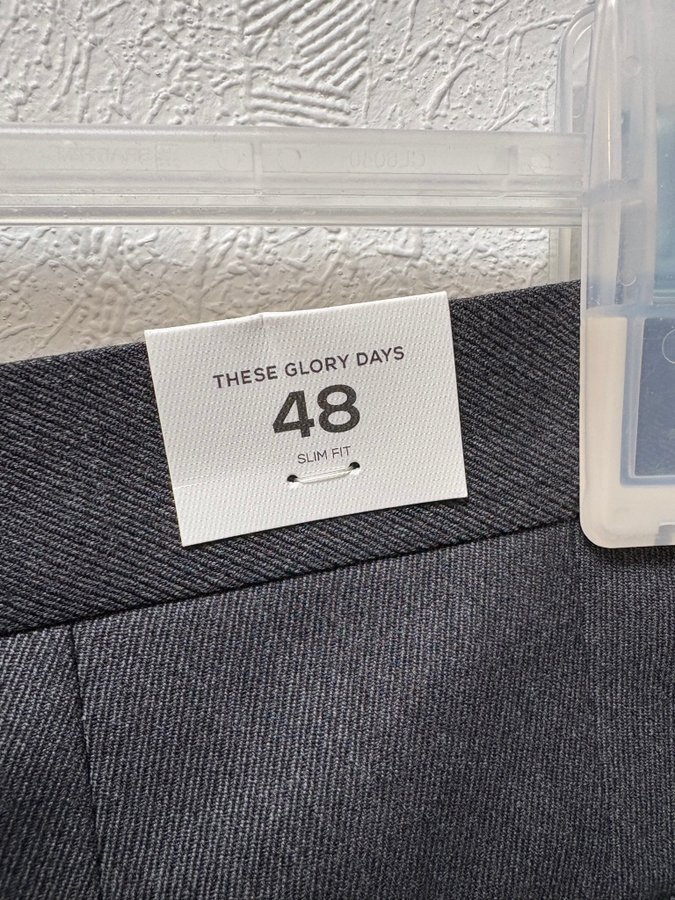 THESE GLORY DAYS
48
SLIM FIT